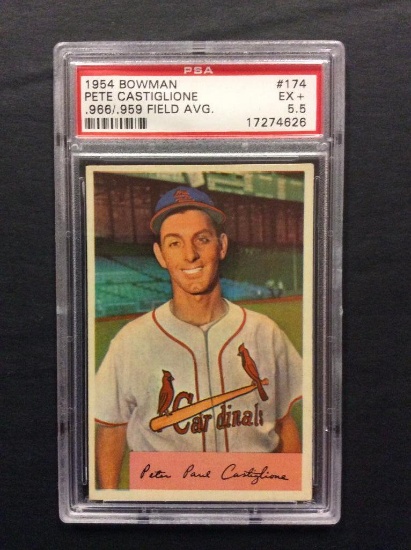 PSA
1954 BOWMAN #174
PETE CASTIGLIONE EX +
.966/.959 FIELD AVG. 5.5
17274626
Cardinals
Peter Paul Castiglione